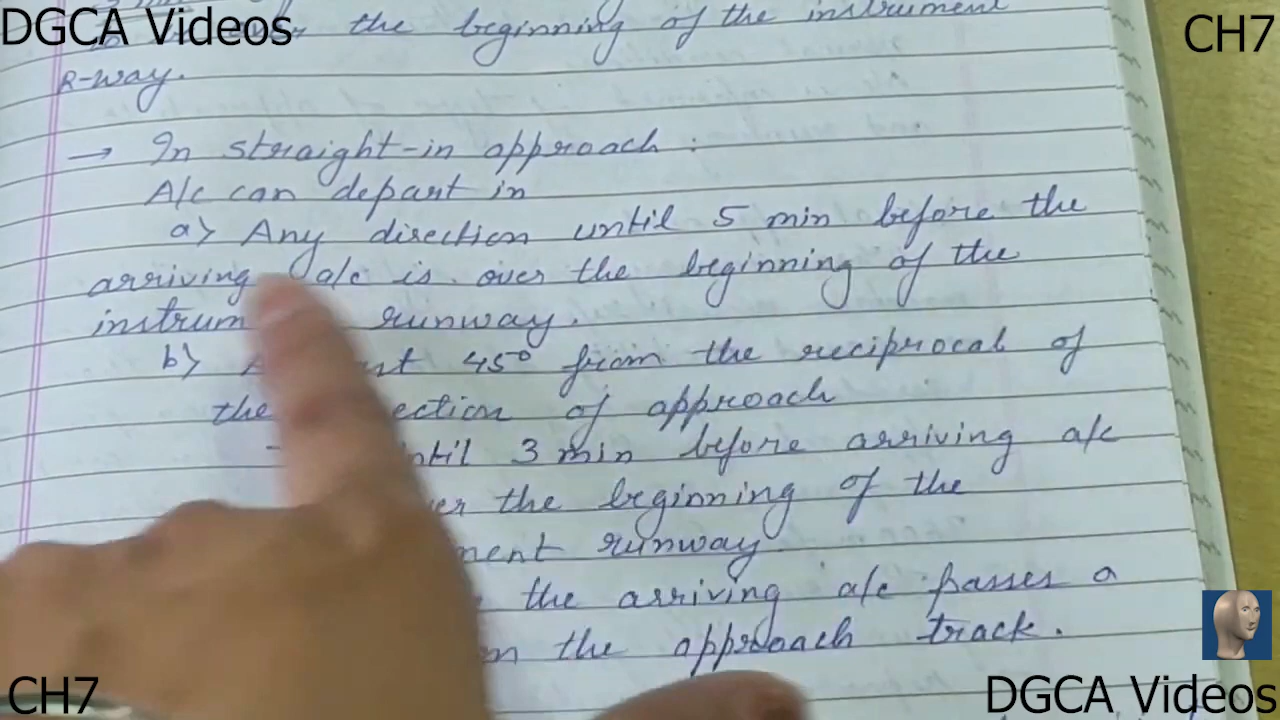 DGCA Videos
CH7
the beginning of the instrument
R-way.
→ In straight-in approach :
A/c can depart in
a) Any direction until 5 min before the
arriving a/c is over the beginning of the
instrum runway.
b) A st 45° from the reciprocal of
the ection of approach
ntil 3 min before arriving a/c
er the beginning of the
ment runway
the arriving a/c passes a
the approach track.
CH7
DGCA Videos